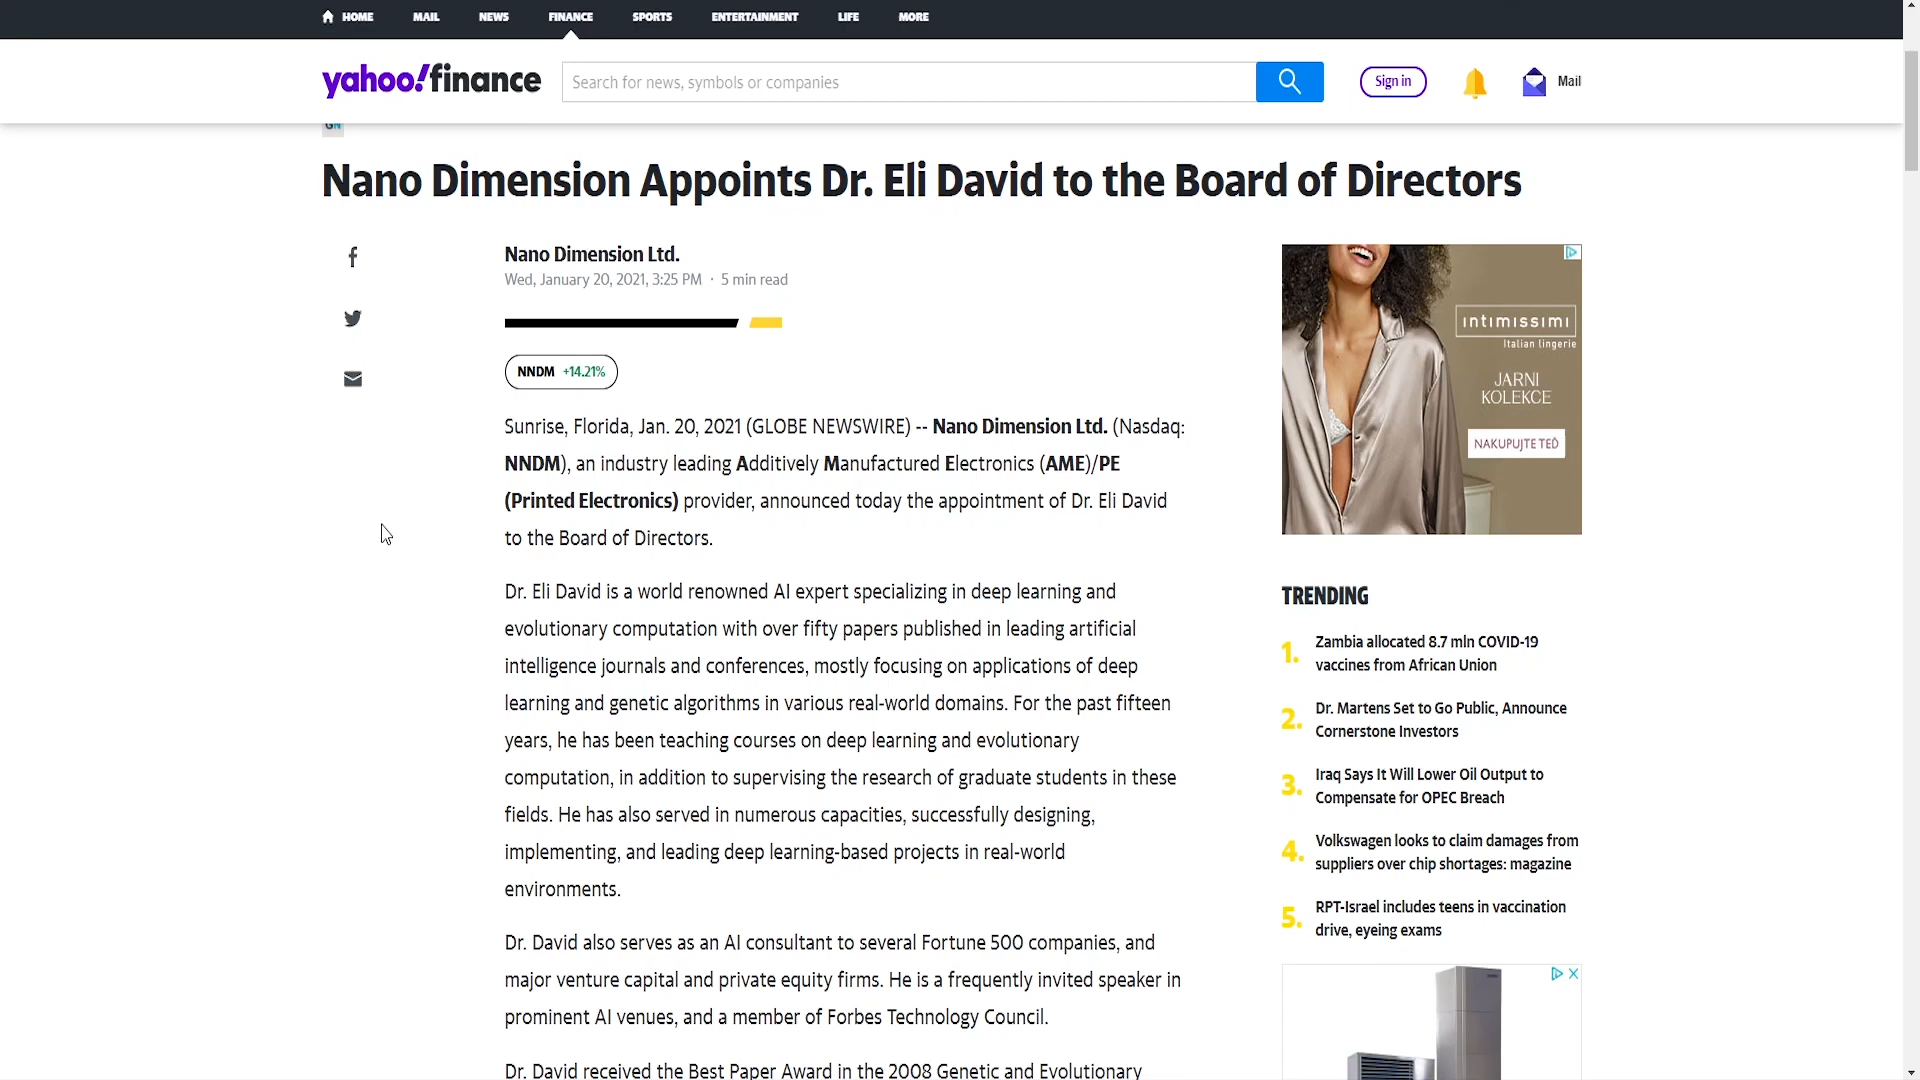 HOME MAIL NEWS FINANCE SPORTS ENTERTAINMENT LIFE MORE
yahoo!finance
Search for news, symbols or companies
Sign in
Mail
GN
Nano Dimension Appoints Dr. Eli David to the Board of Directors
Nano Dimension Ltd.
Wed, January 20, 2021, 3:25 PM · 5 min read
NNDM +14.21%
Sunrise, Florida, Jan. 20, 2021 (GLOBE NEWSWIRE) -- Nano Dimension Ltd. (Nasdaq:
NNDM), an industry leading Additively Manufactured Electronics (AME)/PE
(Printed Electronics) provider, announced today the appointment of Dr. Eli David
to the Board of Directors.
Dr. Eli David is a world renowned AI expert specializing in deep learning and
evolutionary computation with over fifty papers published in leading artificial
intelligence journals and conferences, mostly focusing on applications of deep
learning and genetic algorithms in various real-world domains. For the past fifteen
years, he has been teaching courses on deep learning and evolutionary
computation, in addition to supervising the research of graduate students in these
fields. He has also served in numerous capacities, successfully designing,
implementing, and leading deep learning-based projects in real-world
environments.
Dr. David also serves as an AI consultant to several Fortune 500 companies, and
major venture capital and private equity firms. He is a frequently invited speaker in
prominent AI venues, and a member of Forbes Technology Council.
Dr. David received the Best Paper Award in the 2008 Genetic and Evolutionary
intimissimi
Italian lingerie
JARNI
KOLEKCE
NAKUPUJTE TEĎ
TRENDING
1. Zambia allocated 8.7 mln COVID-19
vaccines from African Union
2. Dr. Martens Set to Go Public, Announce
Cornerstone Investors
3. Iraq Says It Will Lower Oil Output to
Compensate for OPEC Breach
4. Volkswagen looks to claim damages from
suppliers over chip shortages: magazine
5. RPT-Israel includes teens in vaccination
drive, eyeing exams